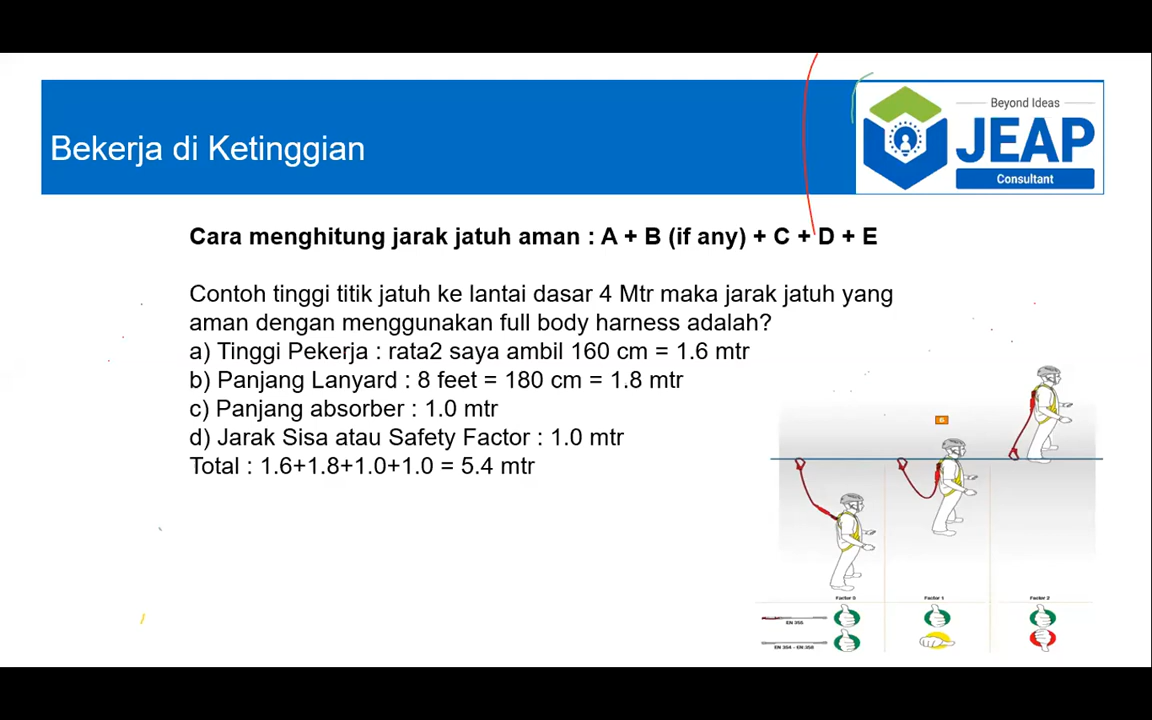 Bekerja di Ketinggian
Beyond Ideas
JEAP
Consultant
Cara menghitung jarak jatuh aman : A + B (if any) + C + D + E
Contoh tinggi titik jatuh ke lantai dasar 4 Mtr maka jarak jatuh yang
aman dengan menggunakan full body harness adalah?
a) Tinggi Pekerja : rata2 saya ambil 160 cm = 1.6 mtr
b) Panjang Lanyard : 8 feet = 180 cm = 1.8 mtr
c) Panjang absorber : 1.0 mtr
d) Jarak Sisa atau Safety Factor : 1.0 mtr
Total : 1.6+1.8+1.0+1.0 = 5.4 mtr
6
Factor 0 Factor 1 Factor 2
EN 355
EN 354 - EN 358